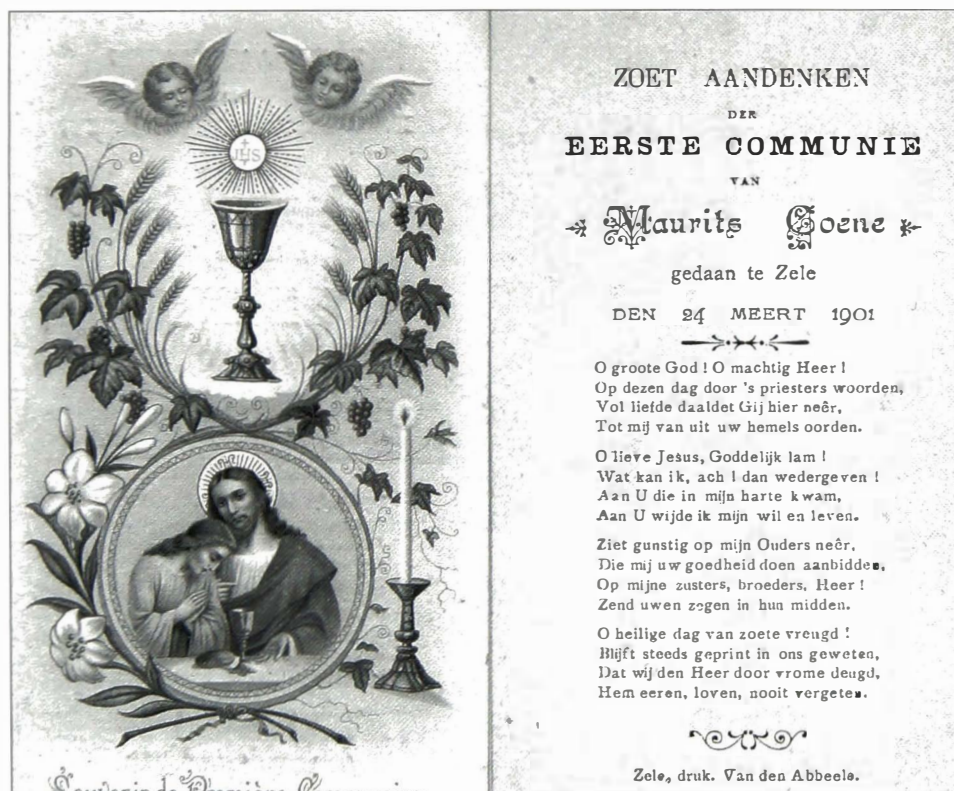 JHS
Souvenir de Première Communion
ZOET AANDENKEN
DER
EERSTE COMMUNIE
VAN
Maurits Goene
gedaan te Zele
DEN 24 MEERT 1901
O groote God ! O machtig Heer !
Op dezen dag door 's priesters woorden,
Vol liefde daaldet Gij hier neêr,
Tot mij van uit uw hemels oorden.
O lieve Jesus, Goddelijk lam !
Wat kan ik, ach ! dan wedergeven !
Aan U die in mijn harte kwam,
Aan U wijde ik mijn wil en leven.
Ziet gunstig op mijn Ouders neêr,
Die mij uw goedheid doen aanbidden,
Op mijne zusters, broeders, Heer !
Zend uwen zegen in hun midden.
O heilige dag van zoete vreugd !
Blijft steeds geprint in ons geweten,
Dat wij den Heer door vrome deugd,
Hem eeren, loven, nooit vergeten.
Zele, druk. Van den Abbeele.